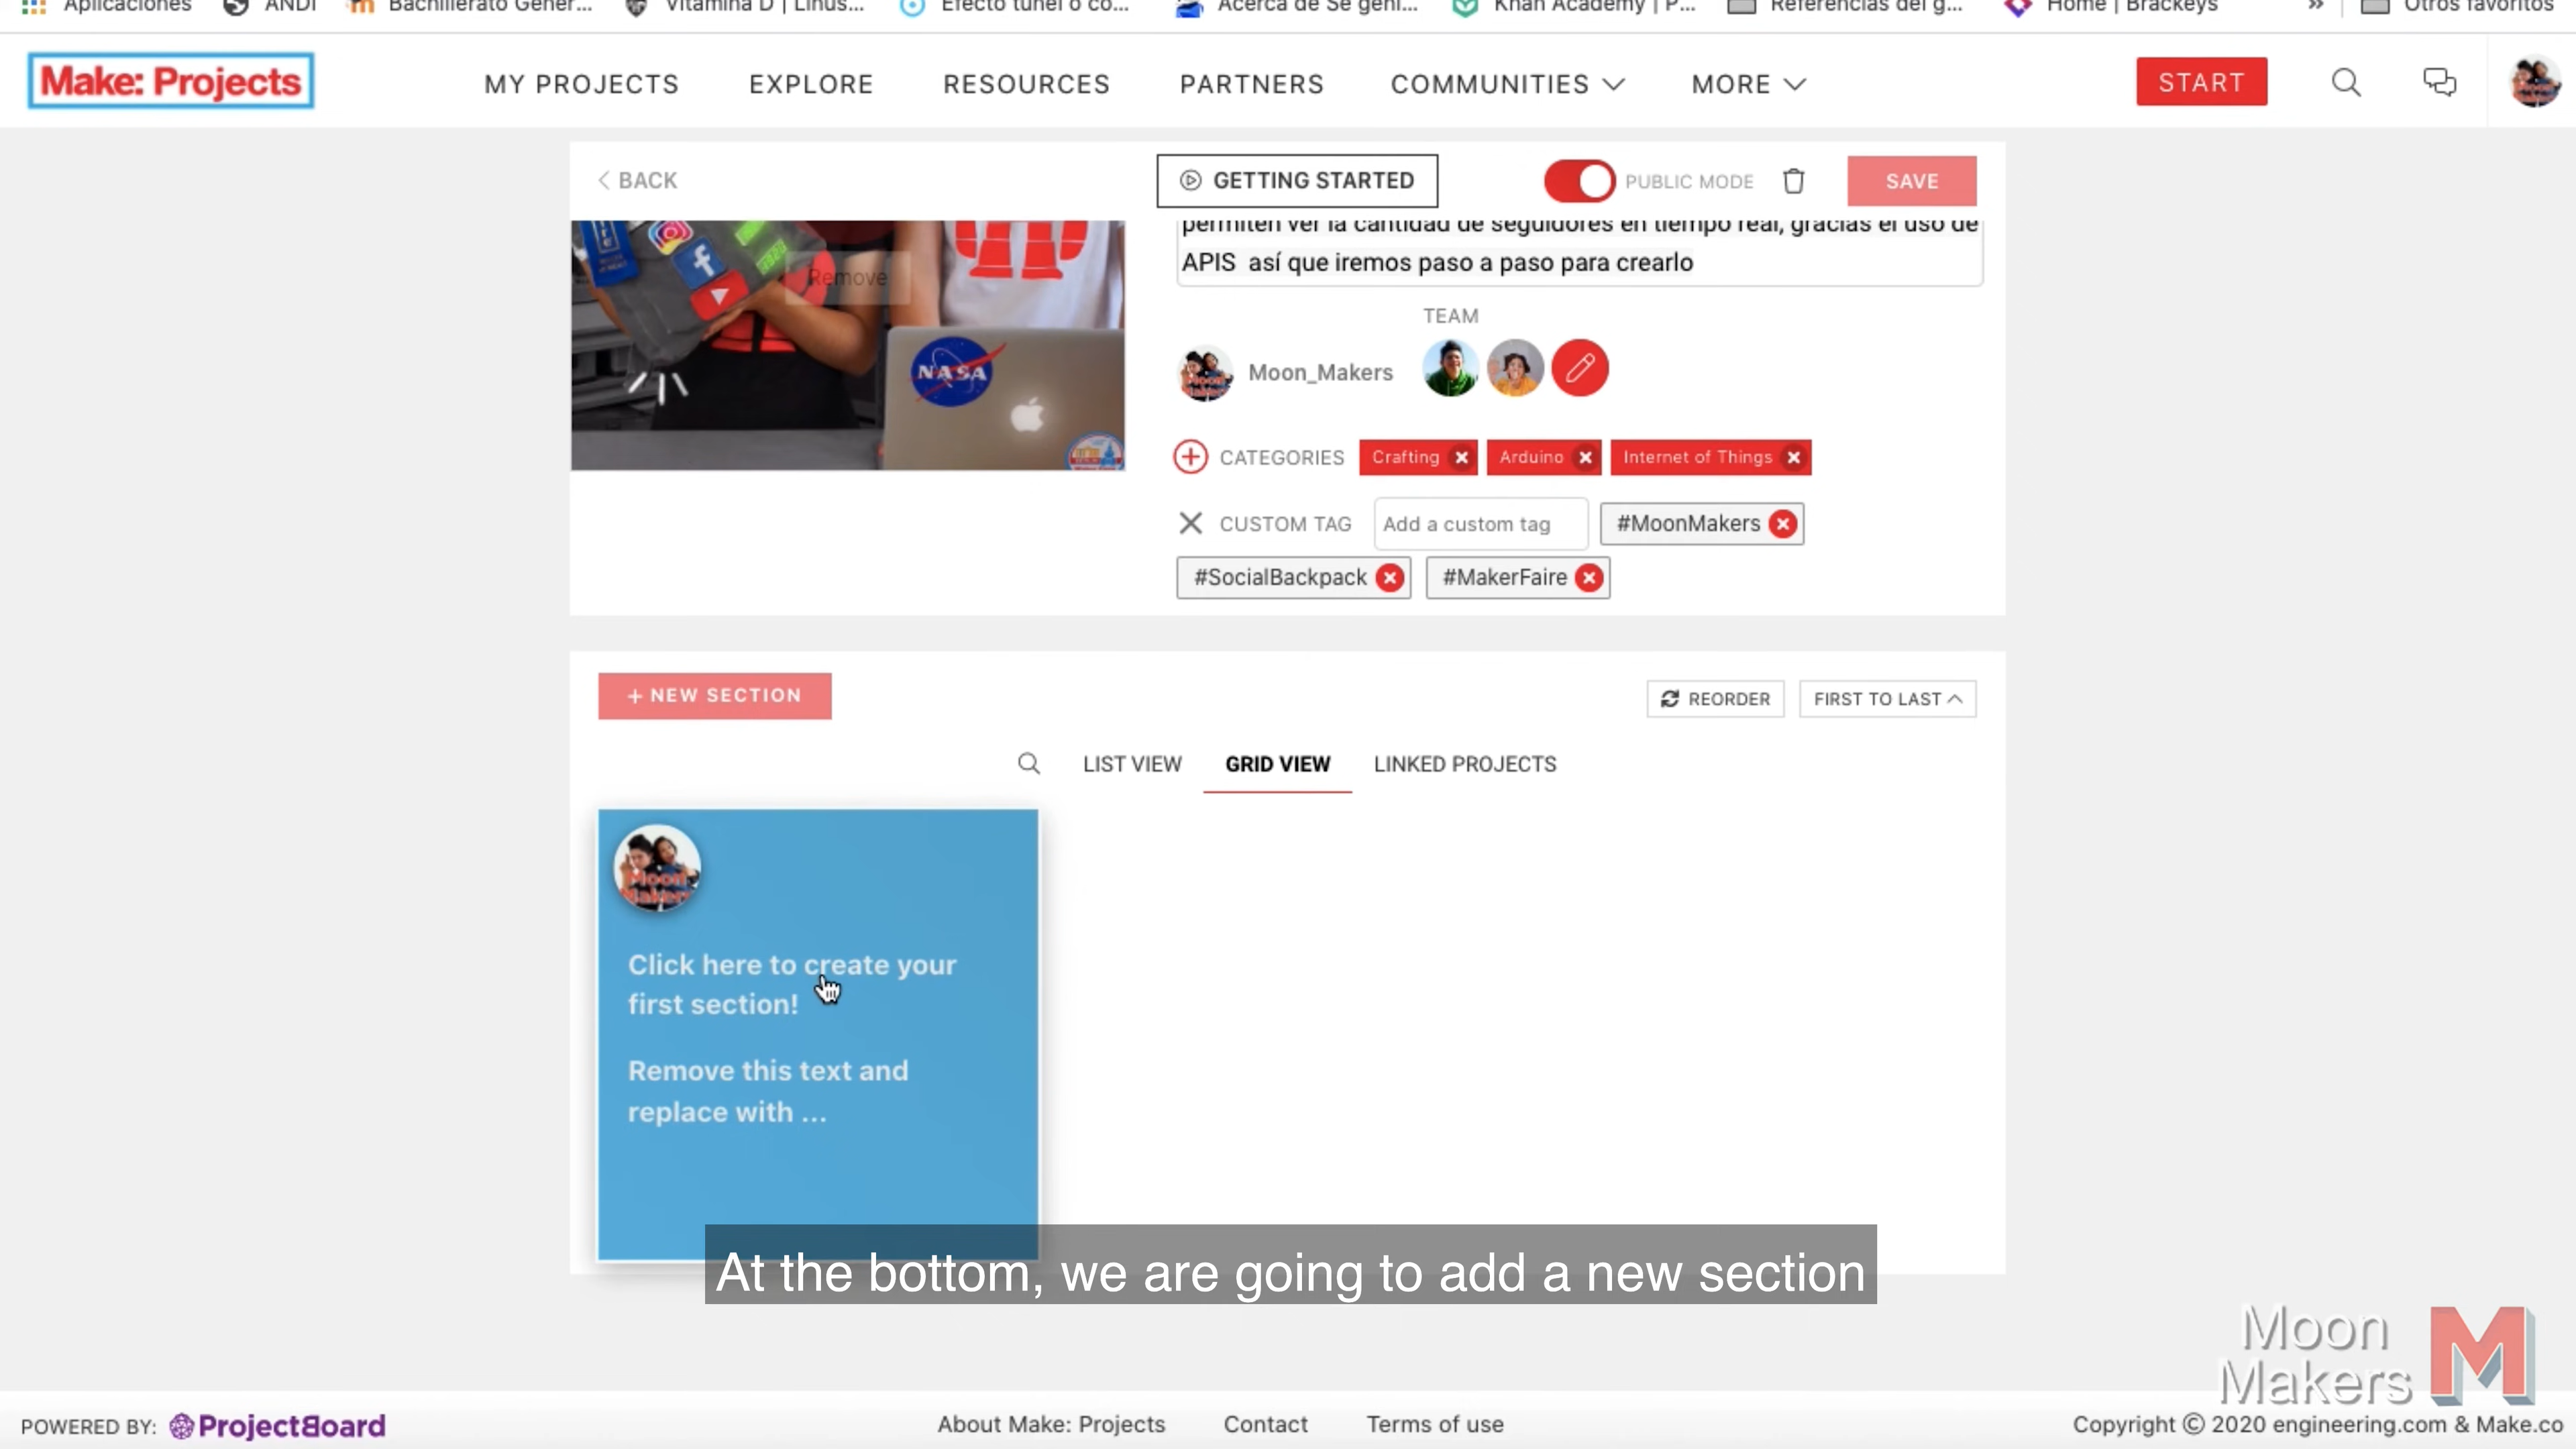 Aplicaciones ANDI Bachillerato Gener... Vitamina D | Linus... Efecto túnel o co... Acerca de Se geni... Khan Academy | P... Referencias del g... Home | Brackeys » Otros favoritos
Make: Projects MY PROJECTS EXPLORE RESOURCES PARTNERS COMMUNITIES MORE START
BACK GETTING STARTED PUBLIC MODE SAVE
permiten ver la cantidad de seguidores en tiempo real, gracias el uso de
Remove APIS así que iremos paso a paso para crearlo
TEAM
NASA Moon_Makers
CATEGORIES Crafting Arduino Internet of Things
CUSTOM TAG Add a custom tag #MoonMakers
#SocialBackpack #MakerFaire
+ NEW SECTION REORDER FIRST TO LAST
LIST VIEW GRID VIEW LINKED PROJECTS
Moon
Makers
Click here to create your
first section!
Remove this text and
replace with ...
At the bottom, we are going to add a new section
Moon
Makers M
POWERED BY: ProjectBoard About Make: Projects Contact Terms of use Copyright © 2020 engineering.com & Make.co